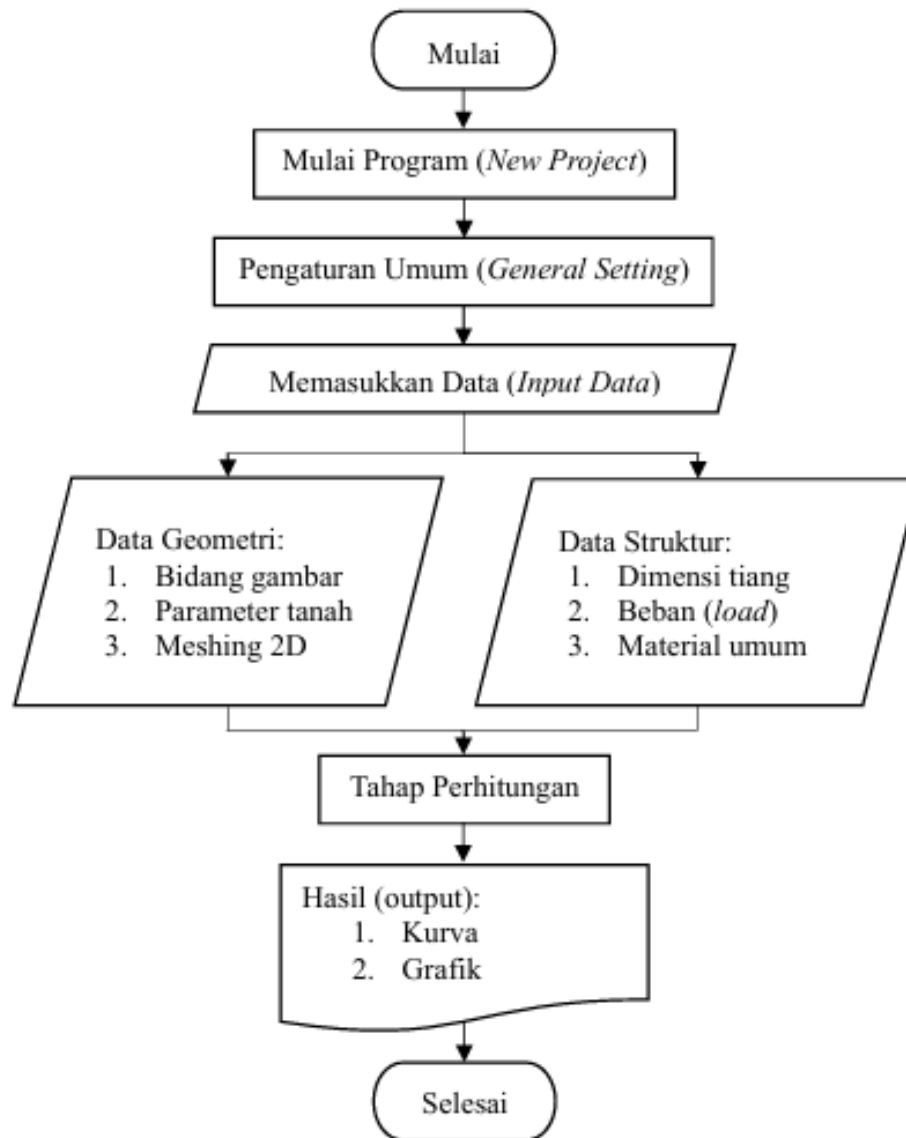 Mulai
Mulai Program (New Project)
Pengaturan Umum (General Setting)
Memasukkan Data (Input Data)
Data Geometri:
1. Bidang gambar
2. Parameter tanah
3. Meshing 2D
Data Struktur:
1. Dimensi tiang
2. Beban (load)
3. Material umum
Tahap Perhitungan
Hasil (output):
1. Kurva
2. Grafik
Selesai